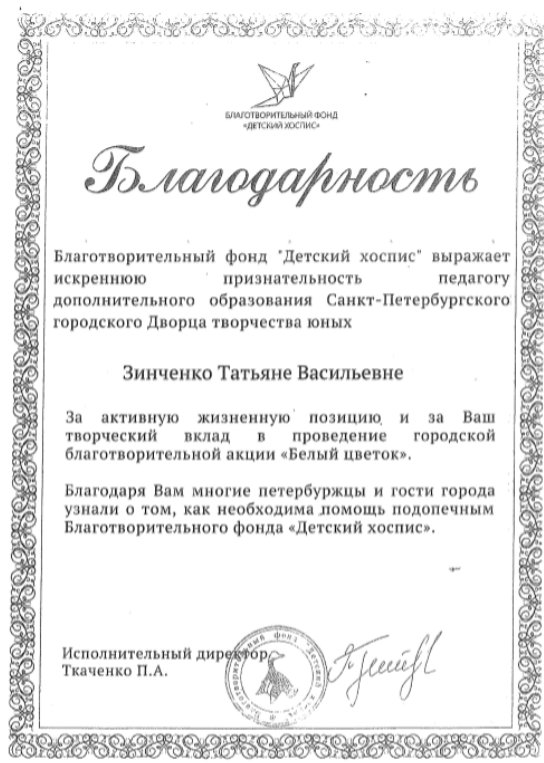 БЛАГОТВОРИТЕЛЬНЫЙ ФОНД
«ДЕТСКИЙ ХОСПИС»
Благодарность
Благотворительный фонд "Детский хоспис" выражает
искреннюю признательность педагогу
дополнительного образования Санкт-Петербургского
городского Дворца творчества юных
Зинченко Татьяне Васильевне
За активную жизненную позицию и за Ваш
творческий вклад в проведение городской
благотворительной акции «Белый цветок».
Благодаря Вам многие петербуржцы и гости города
узнали о том, как необходима помощь подопечным
Благотворительного фонда «Детский хоспис».
Исполнительный директор
Ткаченко П.А.